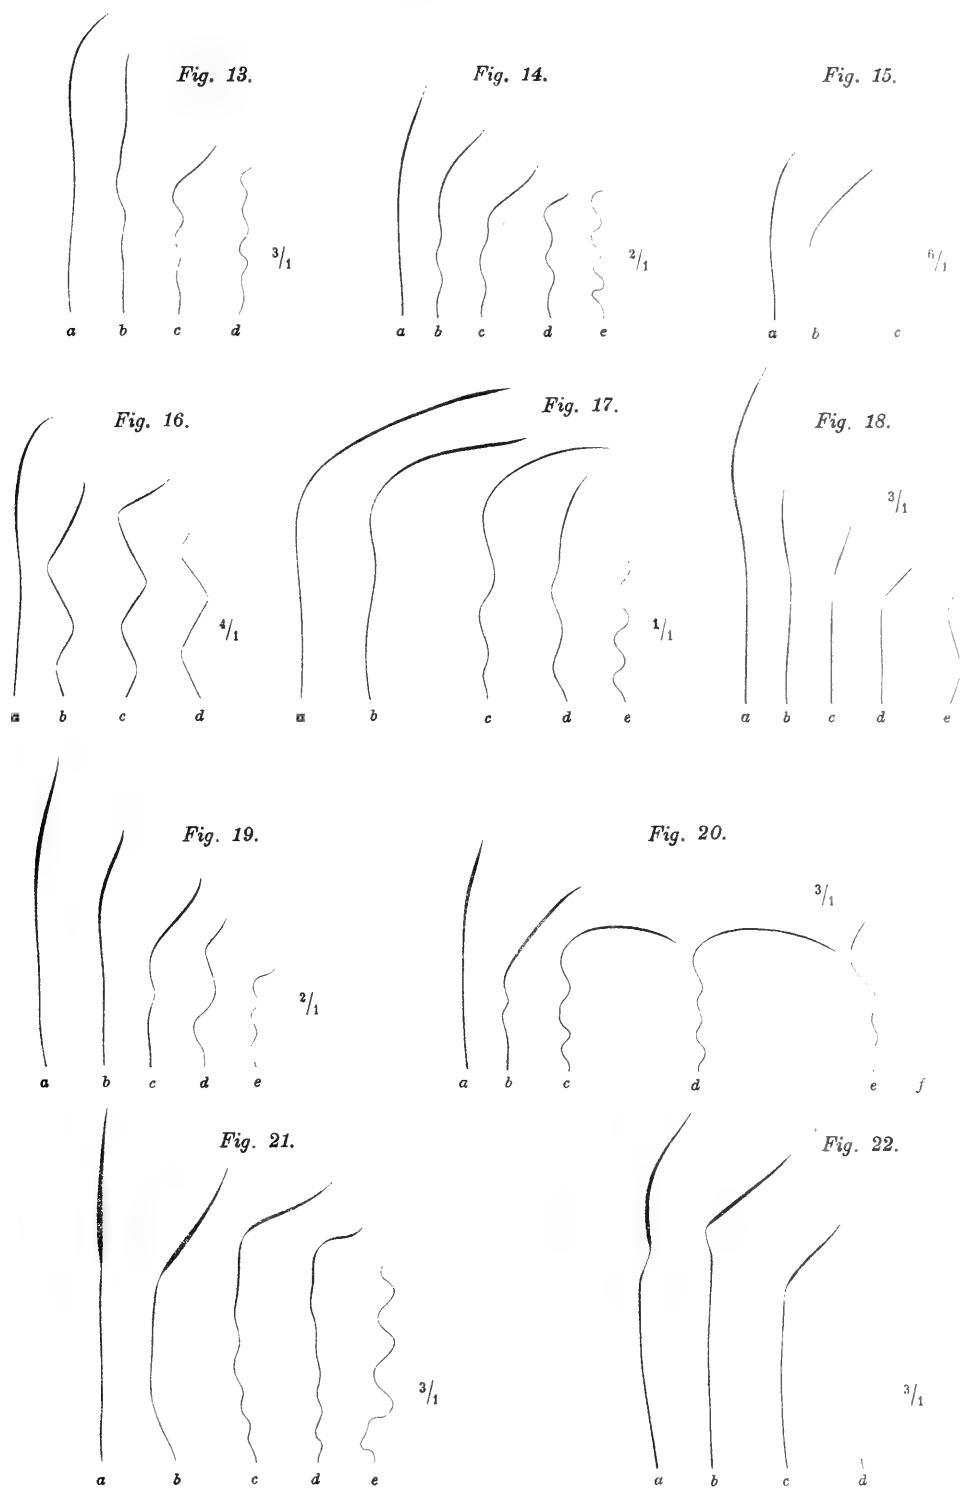 Fig. 13. Fig. 14. Fig. 15.
3/1 2/1 6/1
a b c d a b c d e a b c
Fig. 16. Fig. 17. Fig. 18.
3/1
4/1 1/1
a b c d a b c d e a b c d e
Fig. 19. Fig. 20.
3/1
2/1
a b c d e a b c d e f
Fig. 21. Fig. 22.
3/1 3/1
a b c d e a b c d